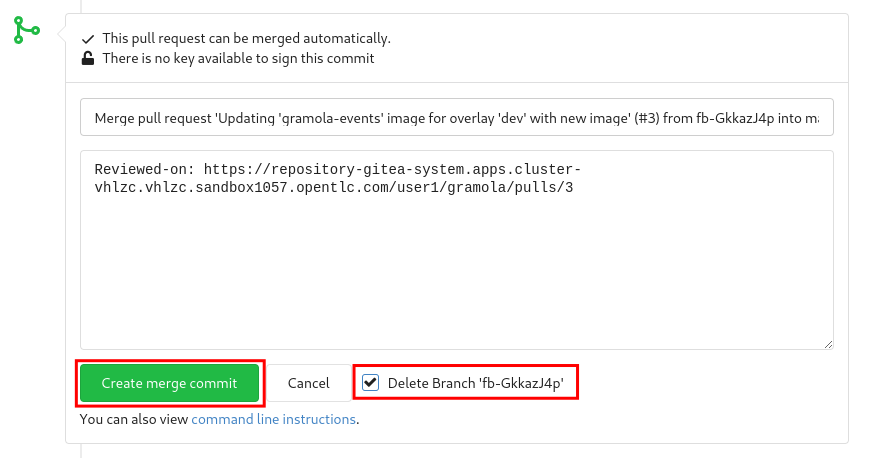 This pull request can be merged automatically.
There is no key available to sign this commit
Merge pull request 'Updating 'gramola-events' image for overlay 'dev' with new image' (#3) from fb-GkkazJ4p into ma
Reviewed-on: https://repository-gitea-system.apps.cluster-
vhlzc.vhlzc.sandbox1057.opentlc.com/user1/gramola/pulls/3
Create merge commit Cancel Delete Branch 'fb-GkkazJ4p'
You can also view command line instructions.